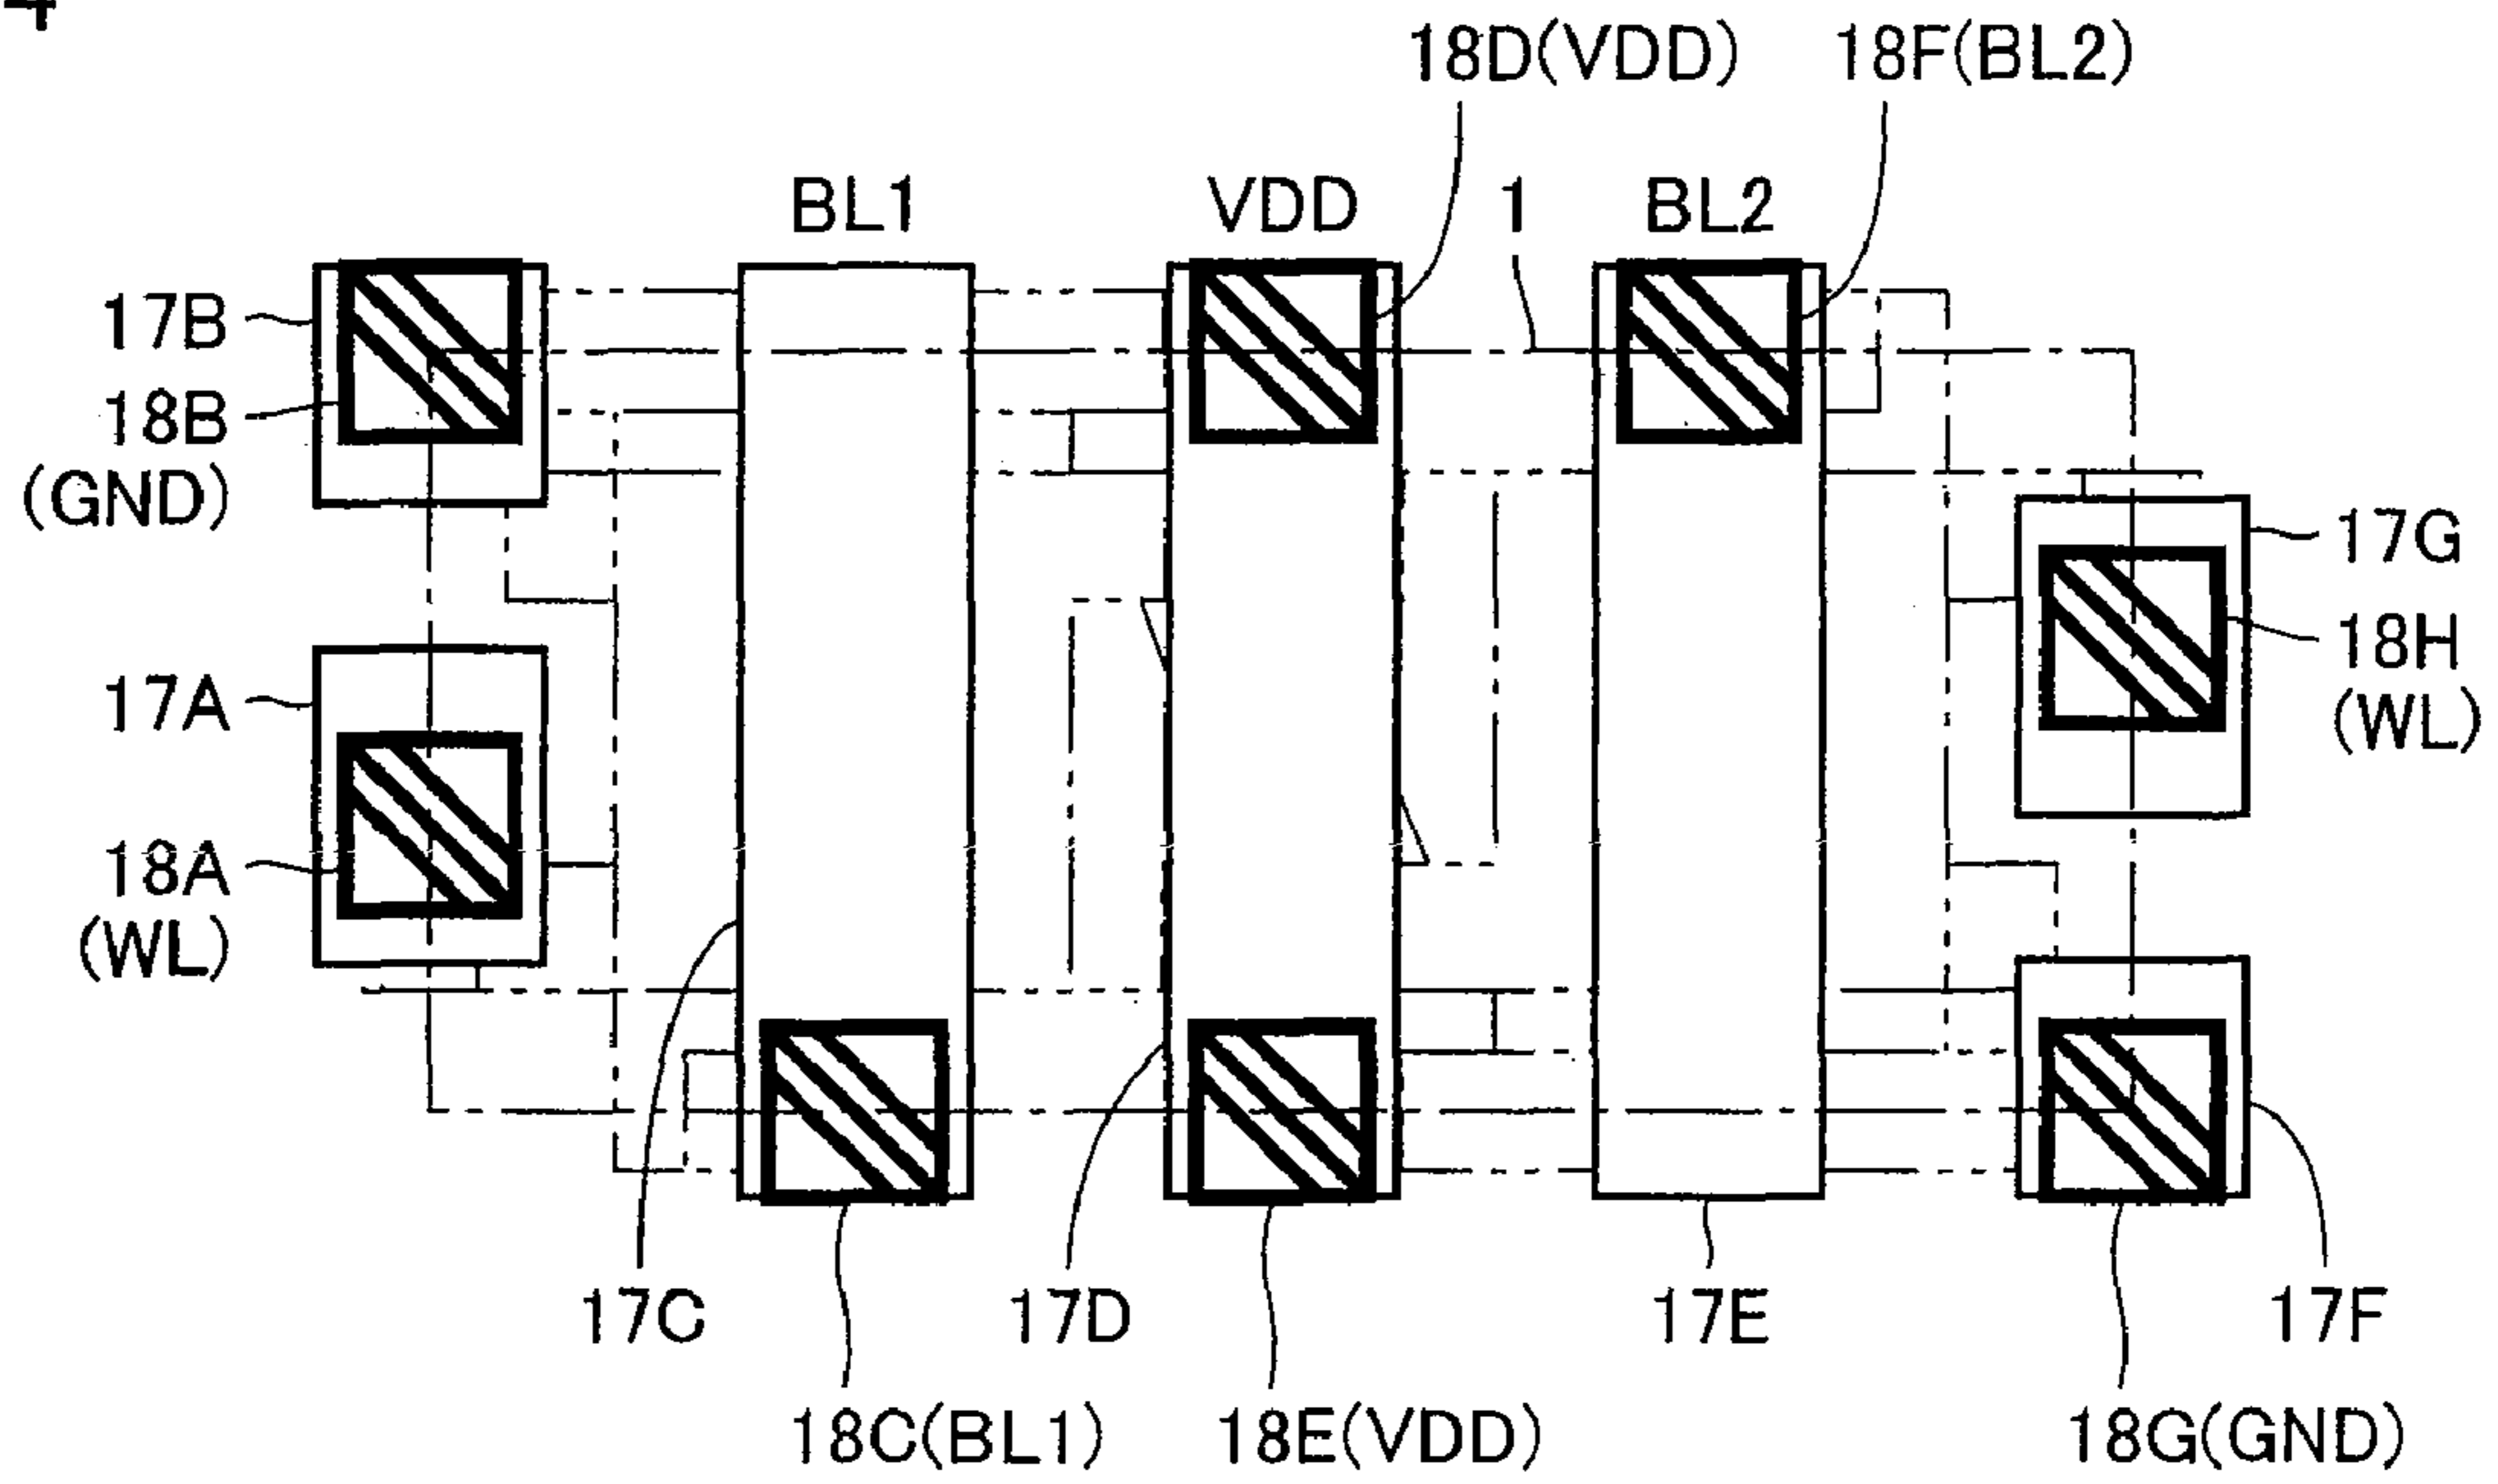 18D(VDD) 18F(BL2)
BL1 VDD 1 BL2
17B
18B
(GND)
17G
18H
(WL)
17A
18A
(WL)
17C 17D 17E 17F
18C(BL1) 18E(VDD) 18G(GND)